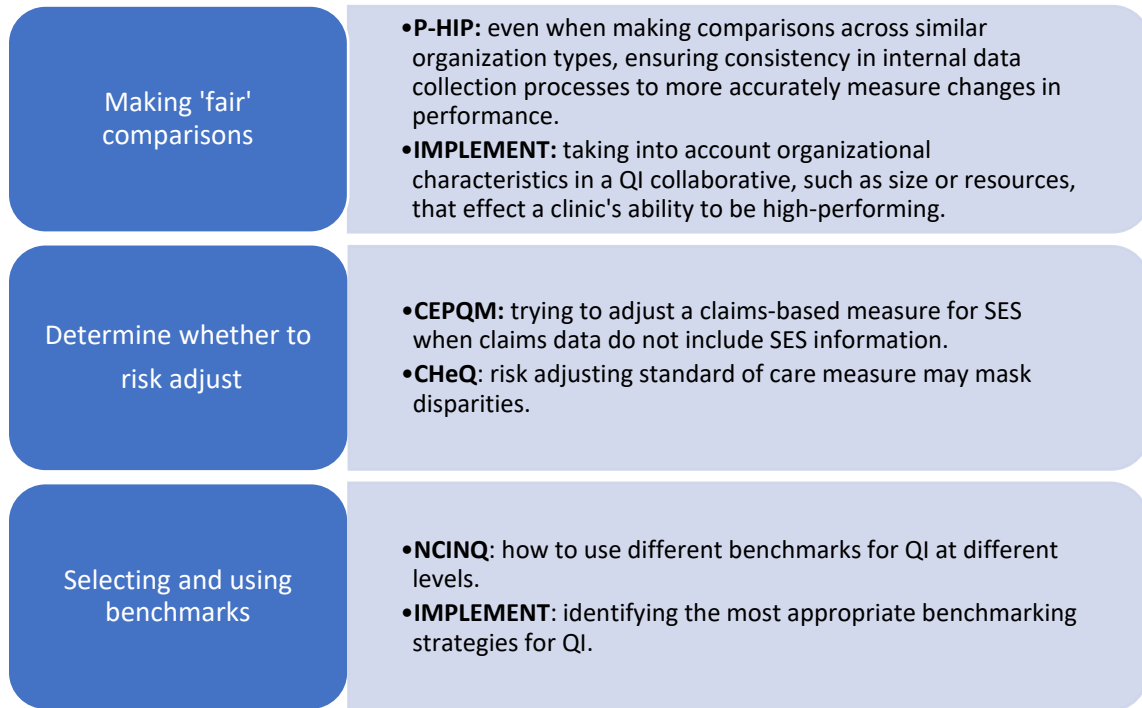 Making 'fair'
comparisons
•P-HIP: even when making comparisons across similar
organization types, ensuring consistency in internal data
collection processes to more accurately measure changes in
performance.
•IMPLEMENT: taking into account organizational
characteristics in a QI collaborative, such as size or resources,
that effect a clinic's ability to be high-performing.
Determine whether to
risk adjust
•CEPQM: trying to adjust a claims-based measure for SES
when claims data do not include SES information.
•CHeQ: risk adjusting standard of care measure may mask
disparities.
Selecting and using
benchmarks
•NCINQ: how to use different benchmarks for QI at different
levels.
•IMPLEMENT: identifying the most appropriate benchmarking
strategies for QI.